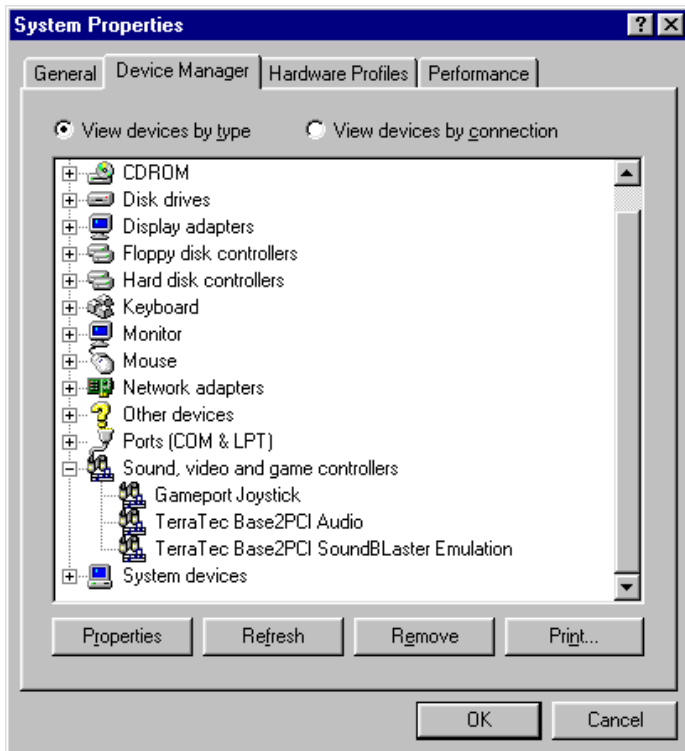 System Properties
General Device Manager Hardware Profiles Performance
View devices by type View devices by connection
CDROM
Disk drives
Display adapters
Floppy disk controllers
Hard disk controllers
Keyboard
Monitor
Mouse
Network adapters
Other devices
Ports (COM & LPT)
Sound, video and game controllers
Gameport Joystick
TerraTec Base2PCI Audio
TerraTec Base2PCI SoundBLaster Emulation
System devices
Properties Refresh Remove Print...
OK Cancel